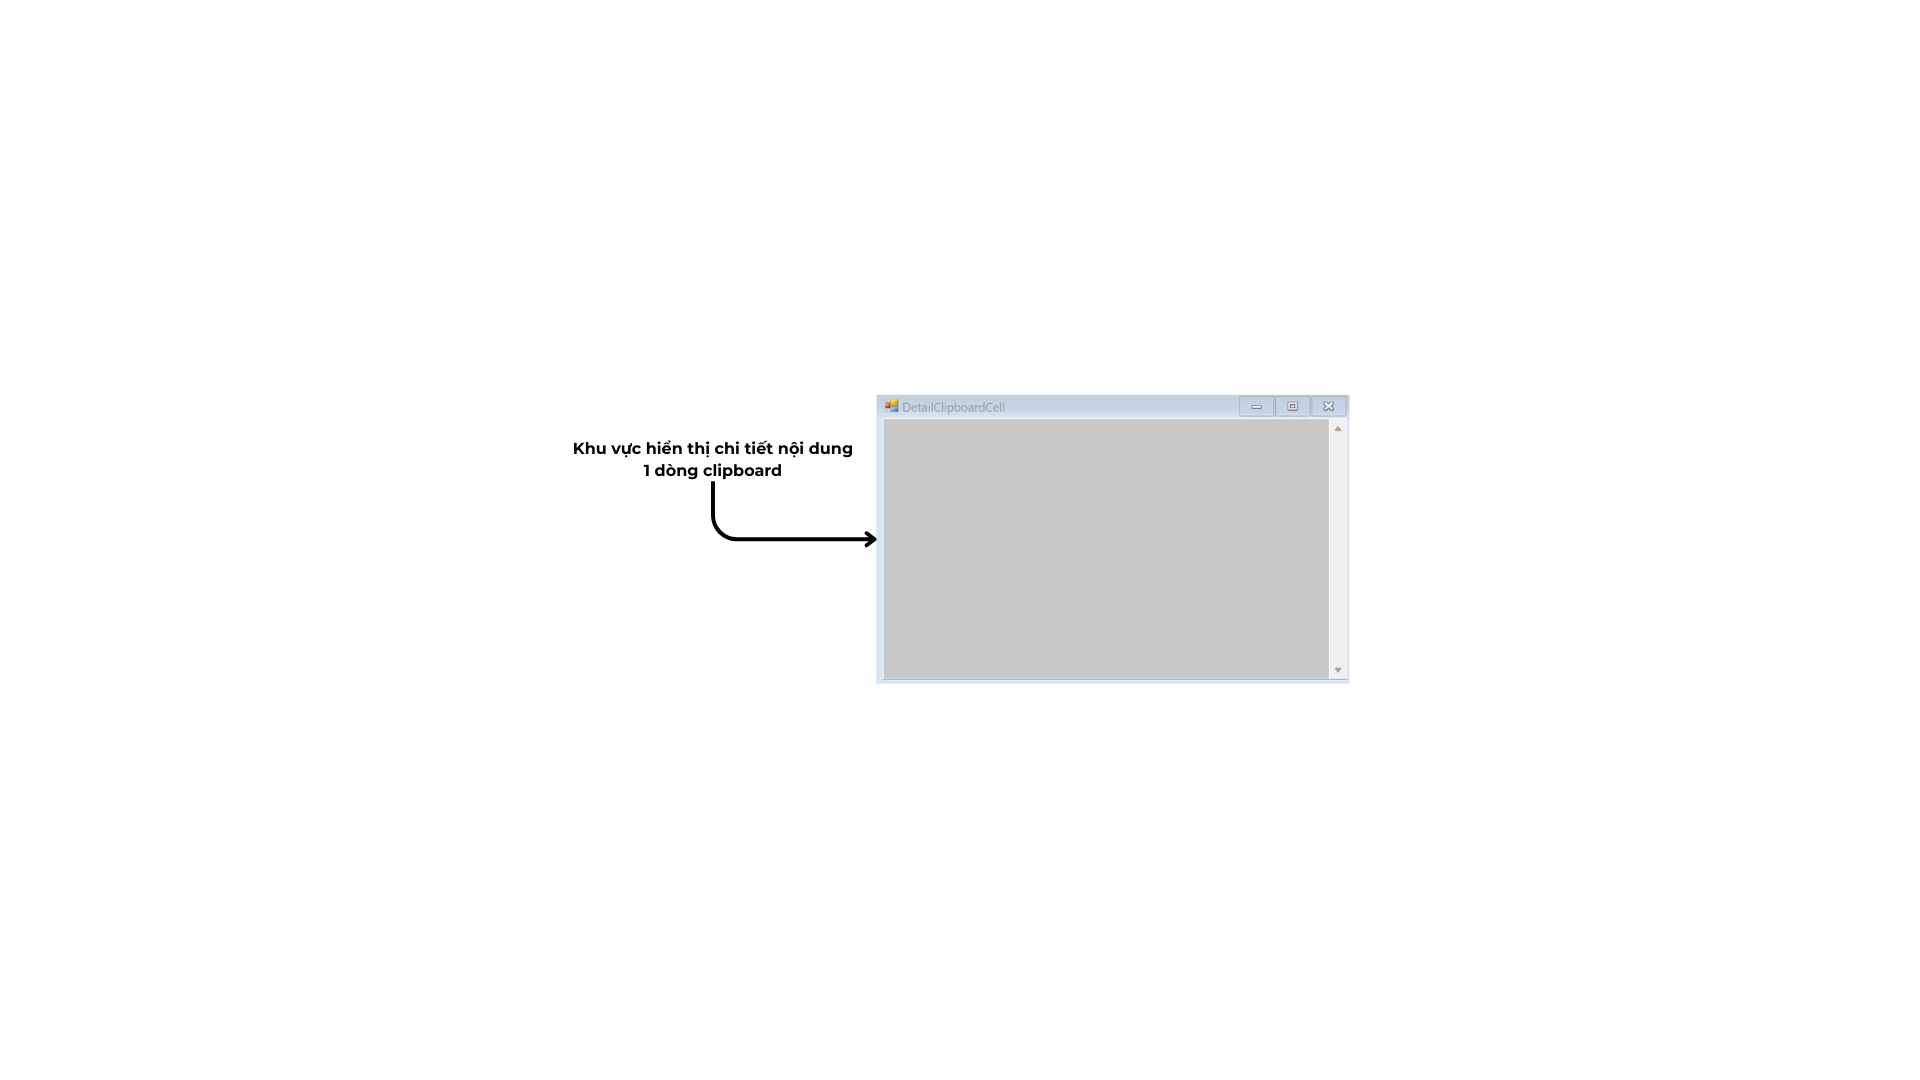 DetailClipboardCell
Khu vực hiển thị chi tiết nội dung
1 dòng clipboard